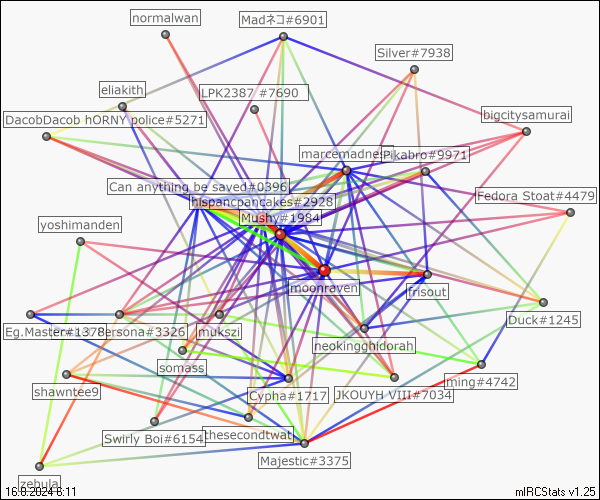 normalwan
Madネコ#6901
Silver#7938
eliakith
LPK2387 #7690
DacobDacob hORNY police#5271
bigcitysamurai
marcemadness
Pikabro#9971
Can anything be saved#0396
hispancpancakes#2928
Fedora Stoat#4479
Mushy#1984
yoshimanden
moonraven
frisout
Eg.Master#1378
ersona#3326
mukszi
Duck#1245
neokingghidorah
somass
shawntee9
Cypha#1717
JKOUYH VIII#7034
ming#4742
Swirly Boi#6154
thesecondtwat
Majestic#3375
zebula
16.0.2024 6:11
mIRCStats v1.25